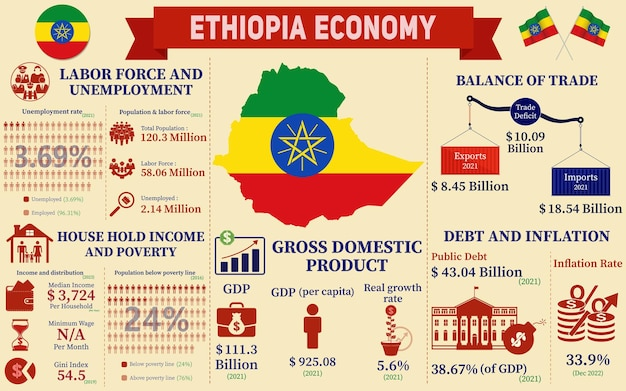 ETHIOPIA ECONOMY
LABOR FORCE AND
UNEMPLOYMENT
Unemployment rate (2021)
3.69%
Unemployed (3.69%)
Employed (96.31%)
Population & labor force (2021)
Total Population :
120.3 Million
Labor Force :
58.06 Million
Unemployed :
2.14 Million
HOUSE HOLD INCOME
AND POVERTY
Income and distribution
Median Income
$ 3,724
Per Household
Minimum Wage
N/A
Per Month
Gini Index
54.5
Population below poverty line (2016)
24%
Below poverty line (24%)
Above poverty line (76%)
GROSS DOMESTIC
PRODUCT
GDP
$ 111.3
Billion
(2021)
GDP (per capita)
$ 925.08
(2021)
Real growth
rate
5.6%
(2021)
BALANCE OF TRADE
Trade
Deficit
$ 10.09
Billion
Exports
2021
$ 8.45 Billion
Imports
2021
$ 18.54 Billion
DEBT AND INFLATION
Public Debt
$ 43.04 Billion
(2021)
38.67% (of GDP)
(2021)
Inflation Rate
33.9%
(Dec 2022)